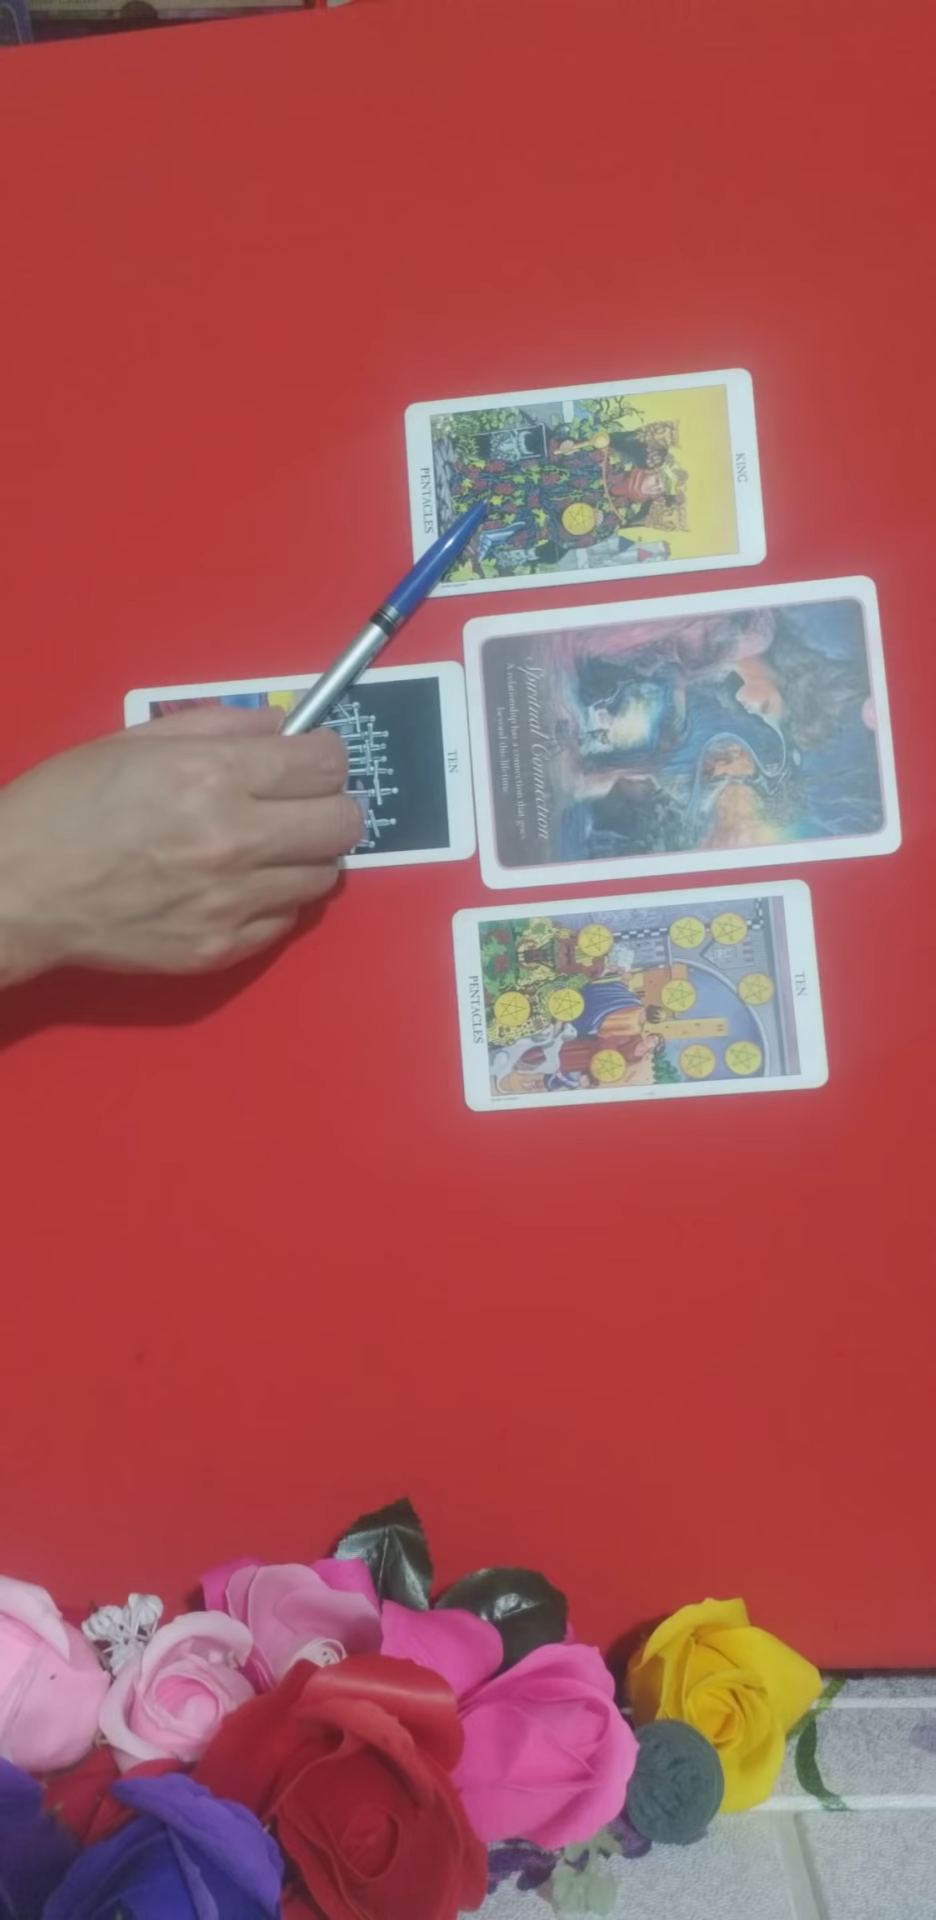 KING
PENTACLES
TEN
Spiritual Connection
A relationship has a connection that goes
beyond this lifetime
TEN
PENTACLES